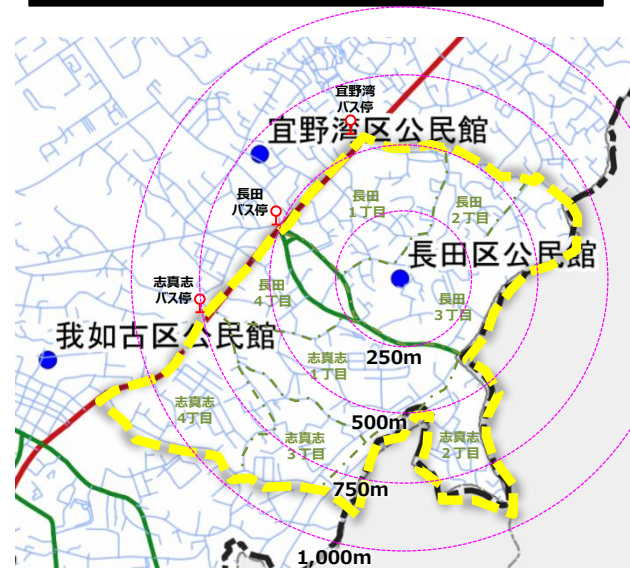 宜野湾
バス停
宜野湾区公民館
長田
バス停
長田
1丁目
長田
2丁目
長田区公民館
志真志
バス停
長田
4丁目
長田
3丁目
我如古区公民館
250m
志真志
1丁目
志真志
4丁目
500m
志真志
3丁目
志真志
2丁目
750m
1,000m